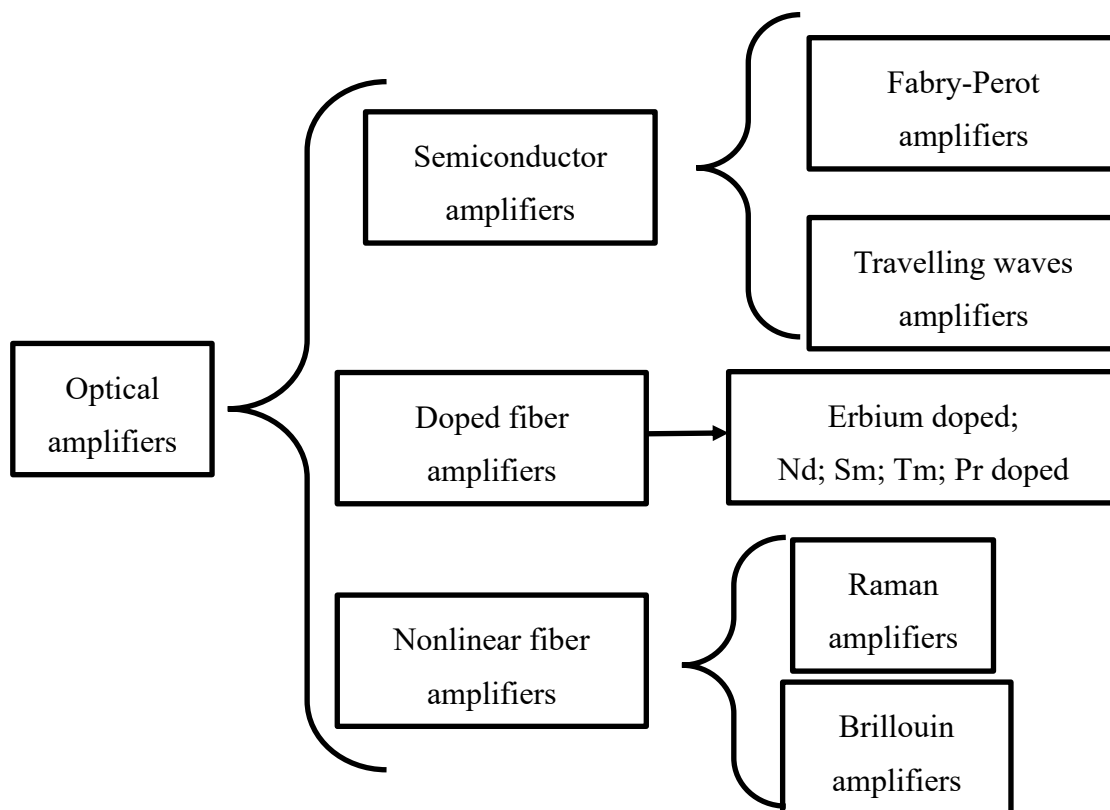 Optical
amplifiers
Semiconductor
amplifiers
Fabry-Perot
amplifiers
Travelling waves
amplifiers
Doped fiber
amplifiers
Erbium doped;
Nd; Sm; Tm; Pr doped
Nonlinear fiber
amplifiers
Raman
amplifiers
Brillouin
amplifiers